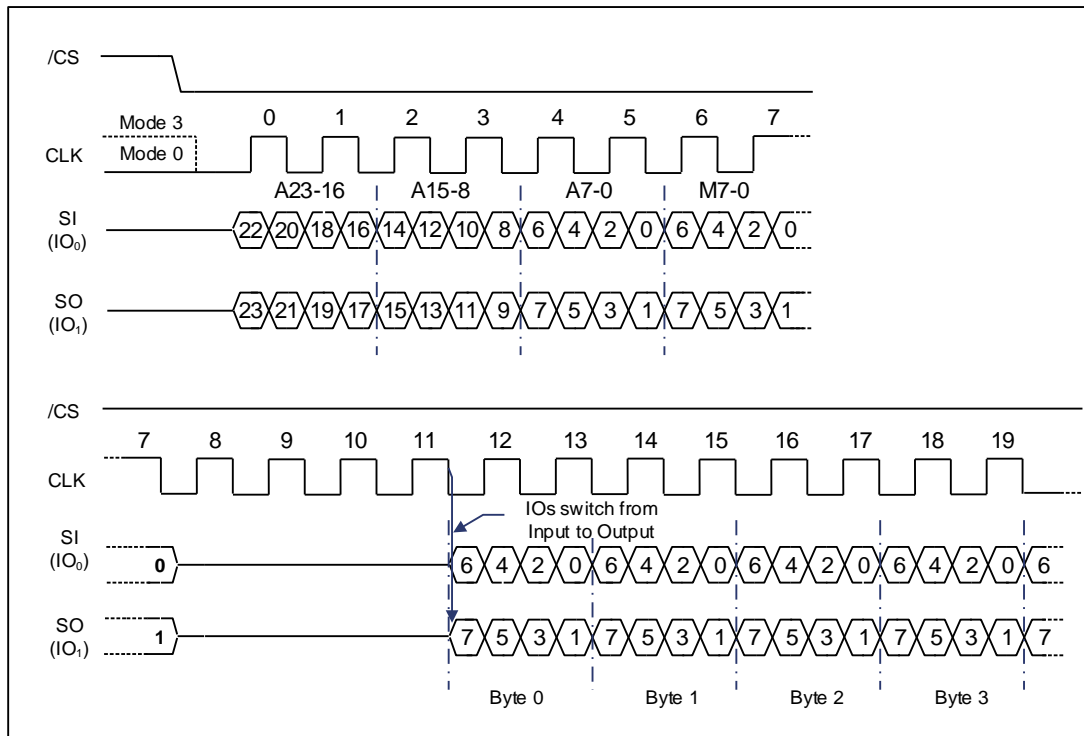 /CS
Mode 3
0 1 2 3 4 5 6 7
CLK
Mode 0
A23-16 A15-8 A7-0 M7-0
SI
(IO₀)
22 20 18 16 14 12 10 8 6 4 2 0 6 4 2 0
SO
(IO₁)
23 21 19 17 15 13 11 9 7 5 3 1 7 5 3 1
/CS
7 8 9 10 11 12 13 14 15 16 17 18 19
CLK
IOs switch from
Input to Output
SI
(IO₀)
0 6 4 2 0 6 4 2 0 6 4 2 0 6 4 2 0 6
SO
(IO₁)
1 7 5 3 1 7 5 3 1 7 5 3 1 7 5 3 1 7
Byte 0 Byte 1 Byte 2 Byte 3